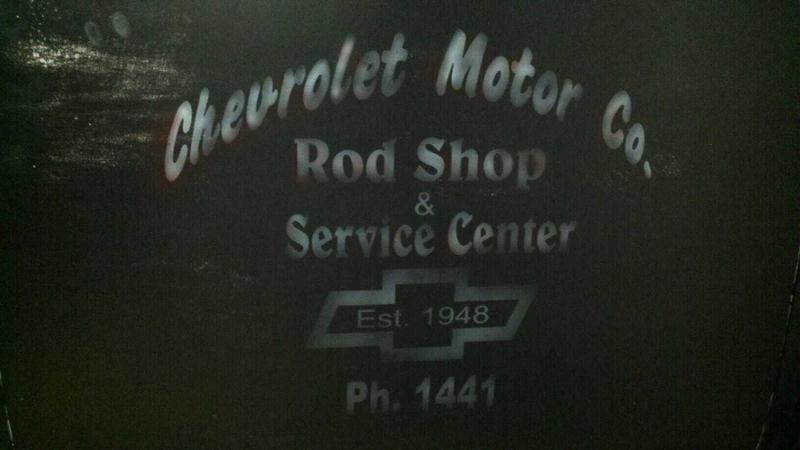 Chevrolet Motor Co.
Rod Shop
&
Service Center
Est. 1948
Ph. 1441